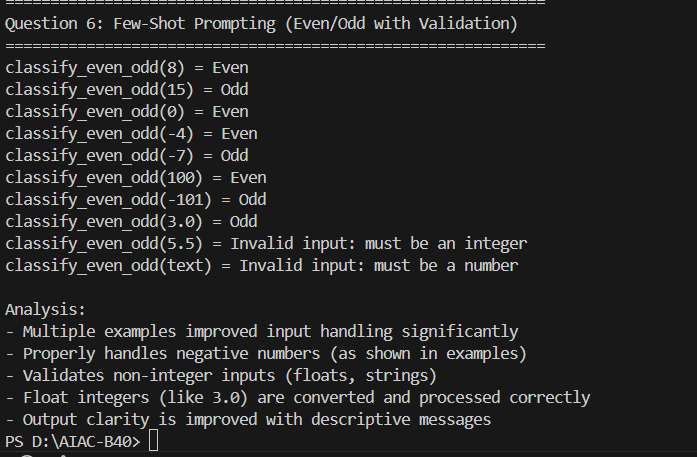 ============================================================
Question 6: Few-Shot Prompting (Even/Odd with Validation)
============================================================
classify_even_odd(8) = Even
classify_even_odd(15) = Odd
classify_even_odd(0) = Even
classify_even_odd(-4) = Even
classify_even_odd(-7) = Odd
classify_even_odd(100) = Even
classify_even_odd(-101) = Odd
classify_even_odd(3.0) = Odd
classify_even_odd(5.5) = Invalid input: must be an integer
classify_even_odd(text) = Invalid input: must be a number

Analysis:
- Multiple examples improved input handling significantly
- Properly handles negative numbers (as shown in examples)
- Validates non-integer inputs (floats, strings)
- Float integers (like 3.0) are converted and processed correctly
- Output clarity is improved with descriptive messages
PS D:\AIAC-B40>